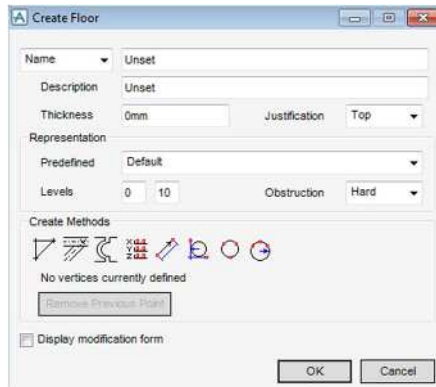 Create Floor
Name Unset
Description Unset
Thickness 0mm Justification Top
Representation
Predefined Default
Levels 0 10 Obstruction Hard
Create Methods
No vertices currently defined
Remove Previous Point
Display modification form
OK Cancel